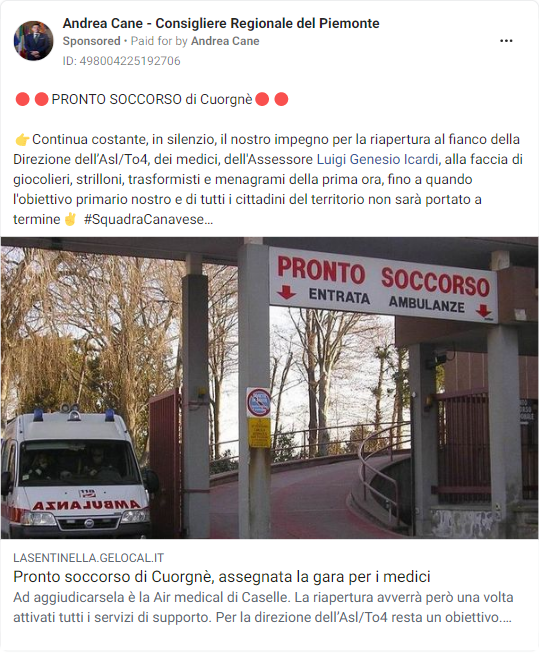 Andrea Cane - Consigliere Regionale del Piemonte
Sponsored • Paid for by Andrea Cane
ID: 498004225192706
🔴🔴PRONTO SOCCORSO di Cuorgnè🔴🔴
👉Continua costante, in silenzio, il nostro impegno per la riapertura al fianco della
Direzione dell'Asl/To4, dei medici, dell'Assessore Luigi Genesio Icardi, alla faccia di
giocolieri, strilloni, trasformisti e menagrami della prima ora, fino a quando
l'obiettivo primario nostro e di tutti i cittadini del territorio non sarà portato a
termine✌ #SquadraCanavese...
PRONTO SOCCORSO
ENTRATA AMBULANZE
118
AMBULANZA
LASENTINELLA.GELOCAL.IT
Pronto soccorso di Cuorgnè, assegnata la gara per i medici
Ad aggiudicarsela è la Air medical di Caselle. La riapertura avverrà però una volta
attivati tutti i servizi di supporto. Per la direzione dell'Asl/To4 resta un obiettivo....